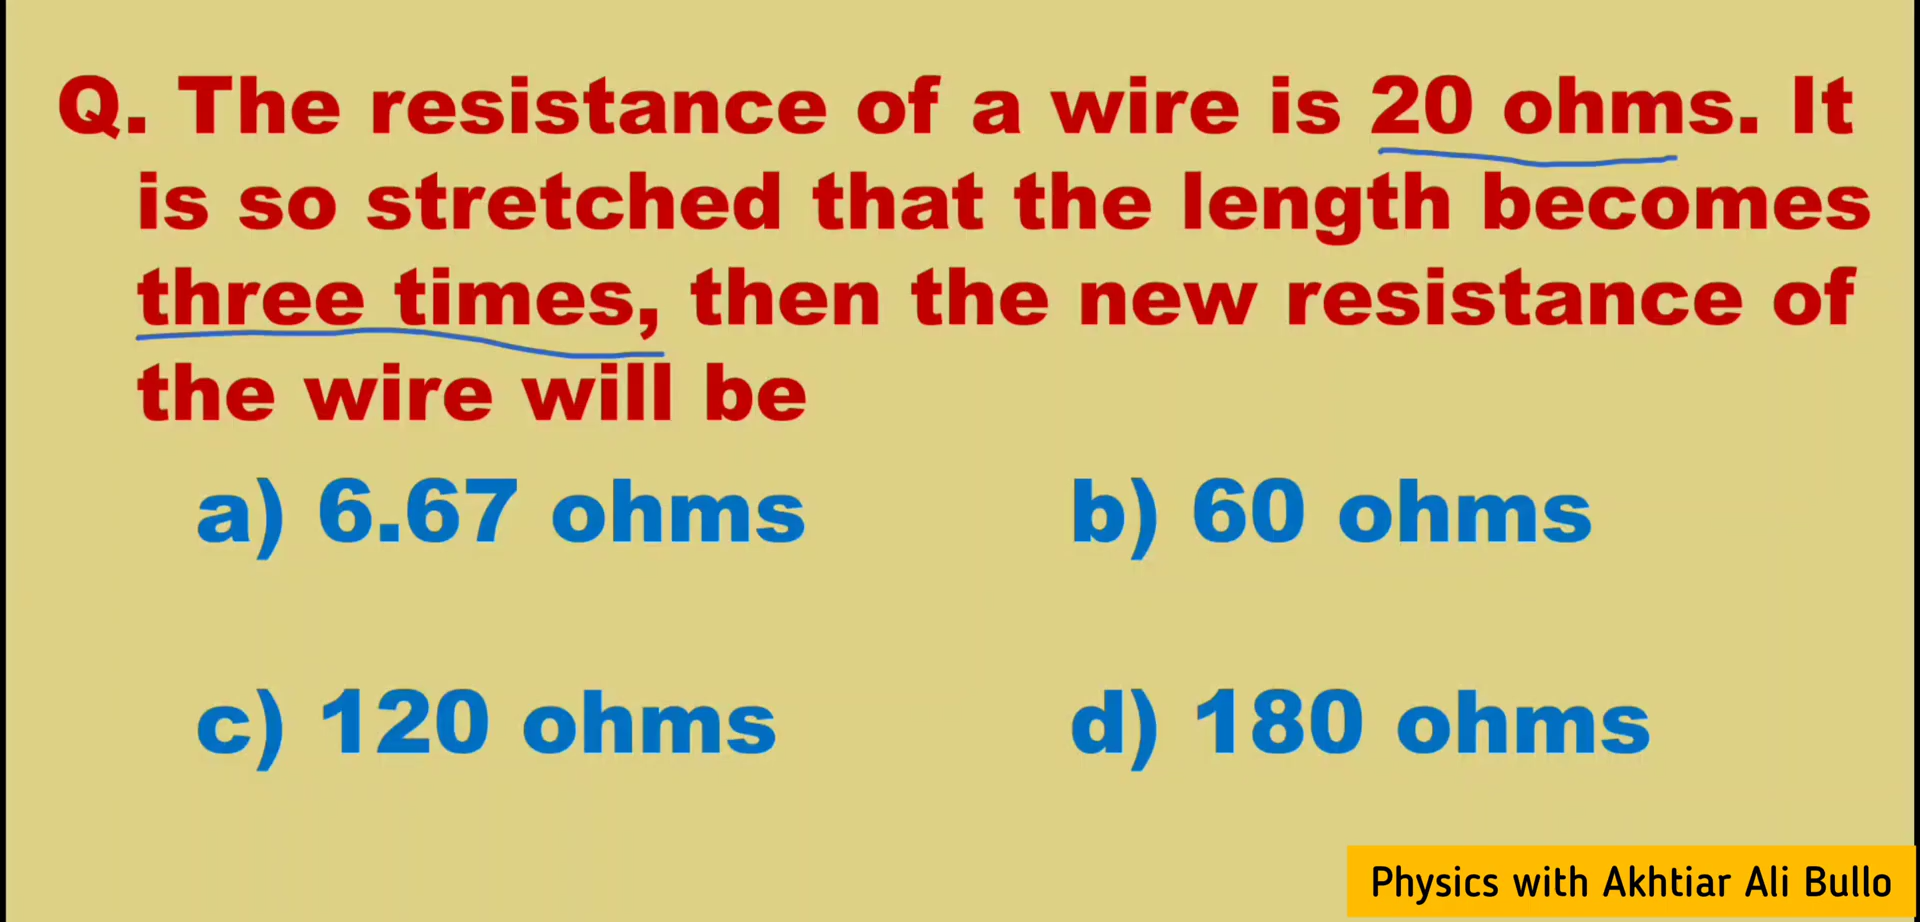 Q. The resistance of a wire is 20 ohms. It
is so stretched that the length becomes
three times, then the new resistance of
the wire will be
a) 6.67 ohms b) 60 ohms
c) 120 ohms d) 180 ohms
Physics with Akhtiar Ali Bullo